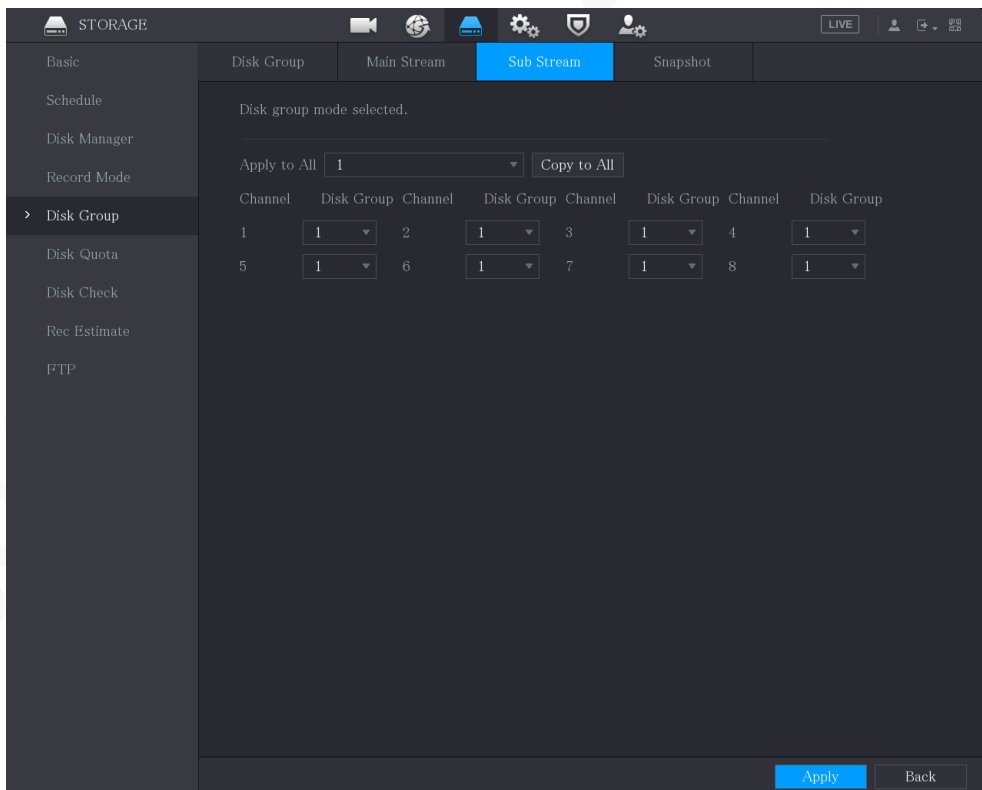 STORAGE LIVE
Basic
Schedule
Disk Manager
Record Mode
Disk Group
Disk Quota
Disk Check
Rec Estimate
FTP
Disk Group Main Stream Sub Stream Snapshot
Disk group mode selected.
Apply to All 1 Copy to All
Channel Disk Group Channel Disk Group Channel Disk Group Channel Disk Group
1 1 2 1 3 1 4 1
5 1 6 1 7 1 8 1
Apply Back